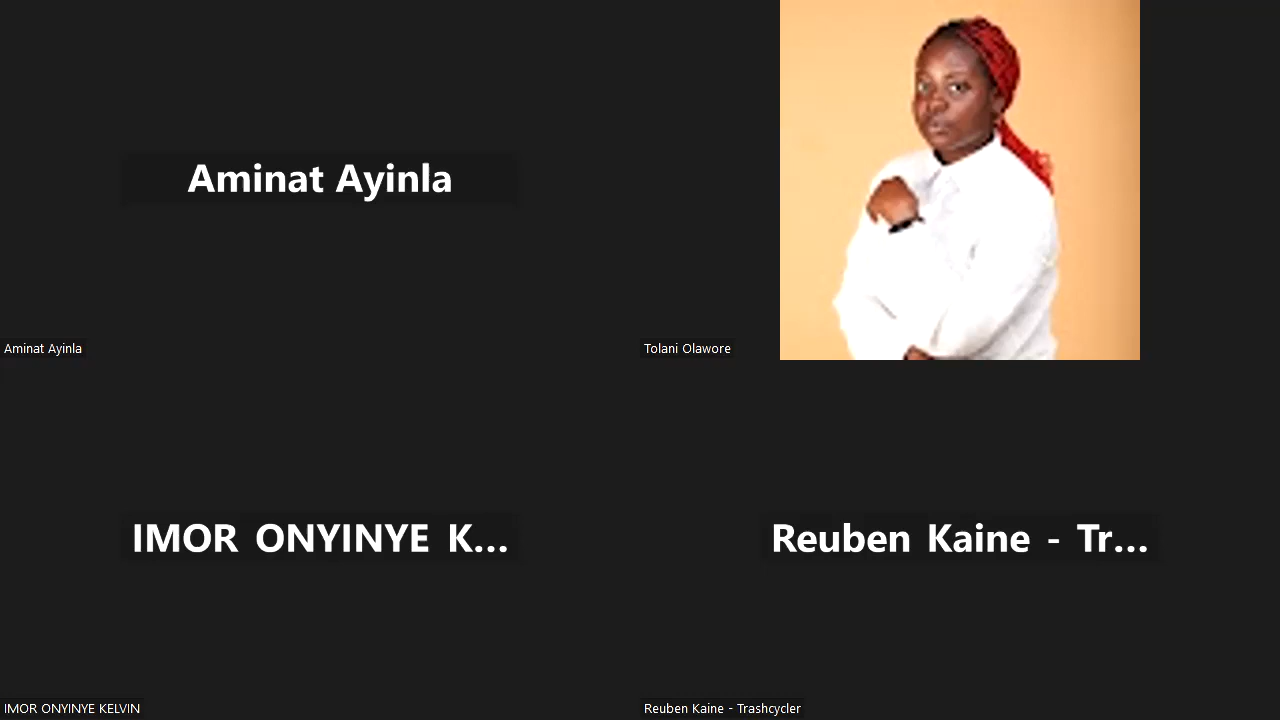 Aminat Ayinla
Aminat Ayinla
Tolani Olawore
IMOR ONYINYE K...
Reuben Kaine - Tr...
IMOR ONYINYE KELVIN
Reuben Kaine - Trashcycler